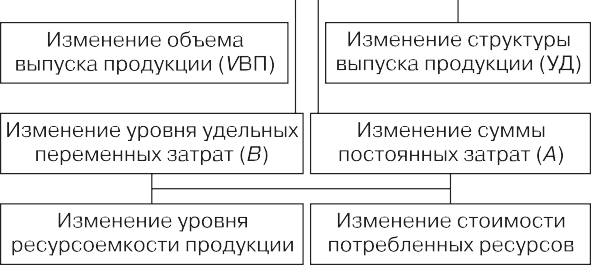 Изменение объема
выпуска продукции (VВП)
Изменение структуры
выпуска продукции (УД)
Изменение уровня удельных
переменных затрат (В)
Изменение суммы
постоянных затрат (А)
Изменение уровня
ресурсоемкости продукции
Изменение стоимости
потребленных ресурсов